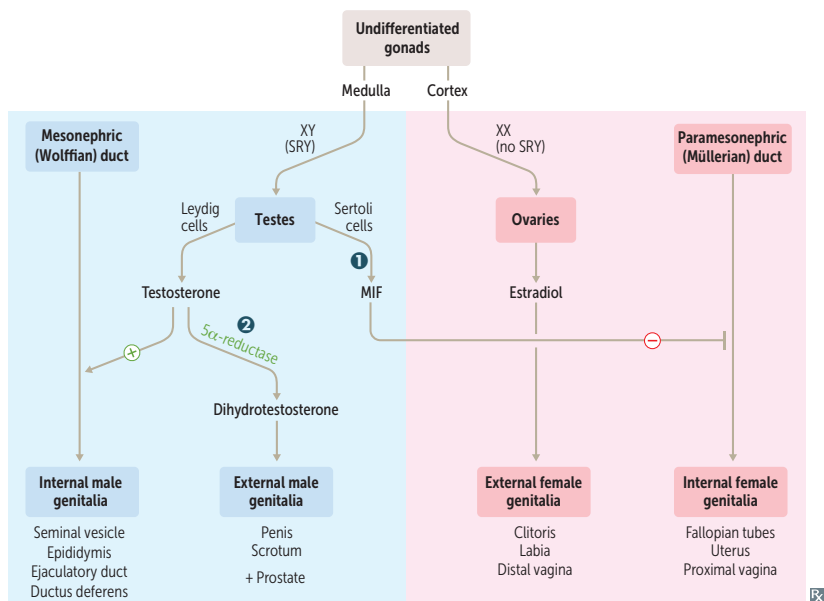 Undifferentiated
gonads
Medulla
Cortex
Mesonephric
(Wolffian) duct
XY
(SRY)
XX
(no SRY)
Paramesonephric
(Müllerian) duct
Leydig
cells
Testes
Sertoli
cells
Ovaries
1
Testosterone
MIF
Estradiol
2
5α-reductase
+
−
Dihydrotestosterone
Internal male
genitalia
Seminal vesicle
Epididymis
Ejaculatory duct
Ductus deferens
External male
genitalia
Penis
Scrotum
+ Prostate
External female
genitalia
Clitoris
Labia
Distal vagina
Internal female
genitalia
Fallopian tubes
Uterus
Proximal vagina
Rx